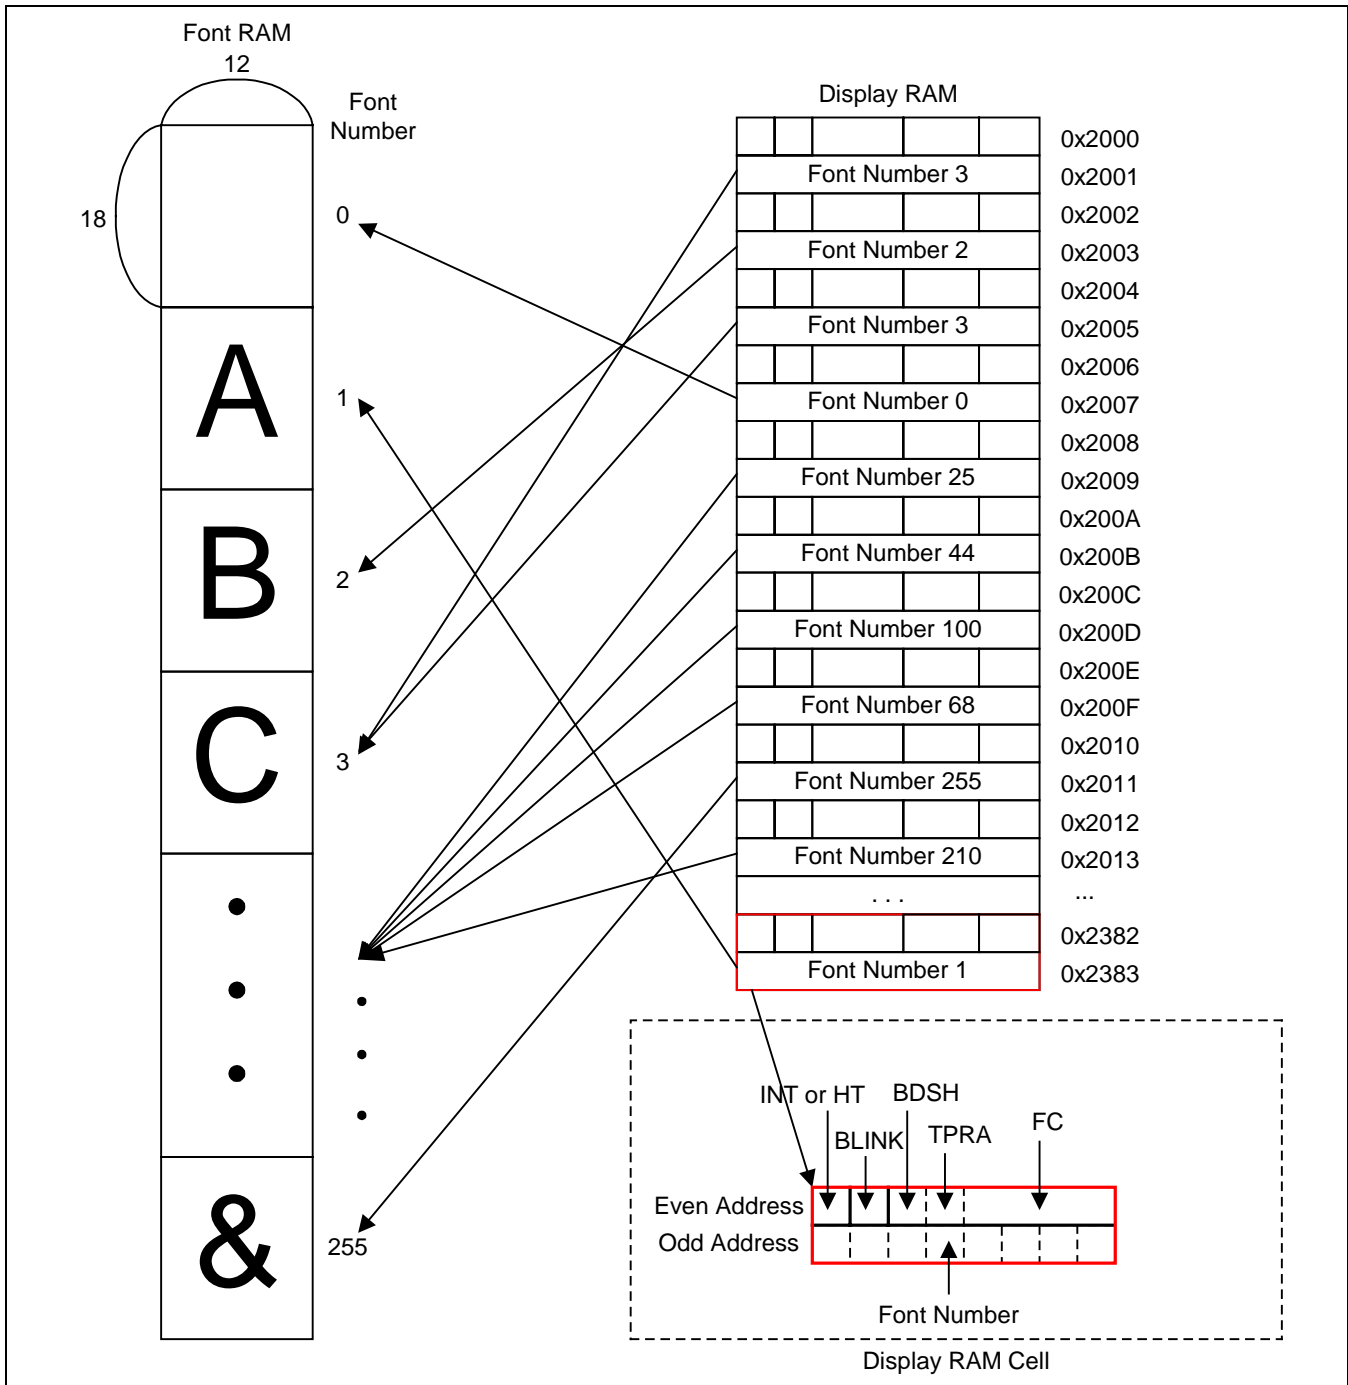 Font RAM
12
Font
Number
18
0
A
1
B
2
C
3
&
255
Display RAM
0x2000
Font Number 3 0x2001
0x2002
Font Number 2 0x2003
0x2004
Font Number 3 0x2005
0x2006
Font Number 0 0x2007
0x2008
Font Number 25 0x2009
0x200A
Font Number 44 0x200B
0x200C
Font Number 100 0x200D
0x200E
Font Number 68 0x200F
0x2010
Font Number 255 0x2011
0x2012
Font Number 210 0x2013
. . . ...
0x2382
Font Number 1 0x2383
INT or HT BDSH
BLINK TPRA FC
Even Address
Odd Address
Font Number
Display RAM Cell